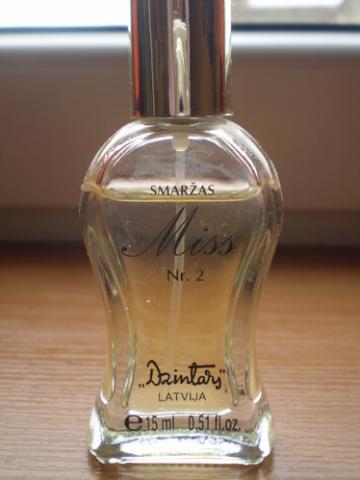 SMARŽAS
Miss
Nr. 2
„Dzintars"
LATVIJA
℮ 15 ml 0,51 fl.oz.